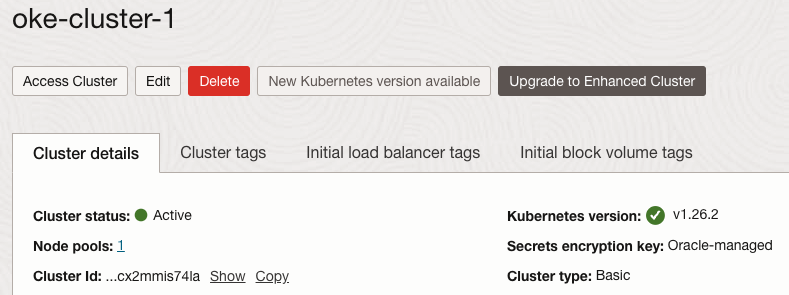 oke-cluster-1
Access Cluster Edit Delete New Kubernetes version available Upgrade to Enhanced Cluster
Cluster details Cluster tags Initial load balancer tags Initial block volume tags
Cluster status: Active Kubernetes version: v1.26.2
Node pools: 1 Secrets encryption key: Oracle-managed
Cluster Id: ...cx2mmis74la Show Copy Cluster type: Basic